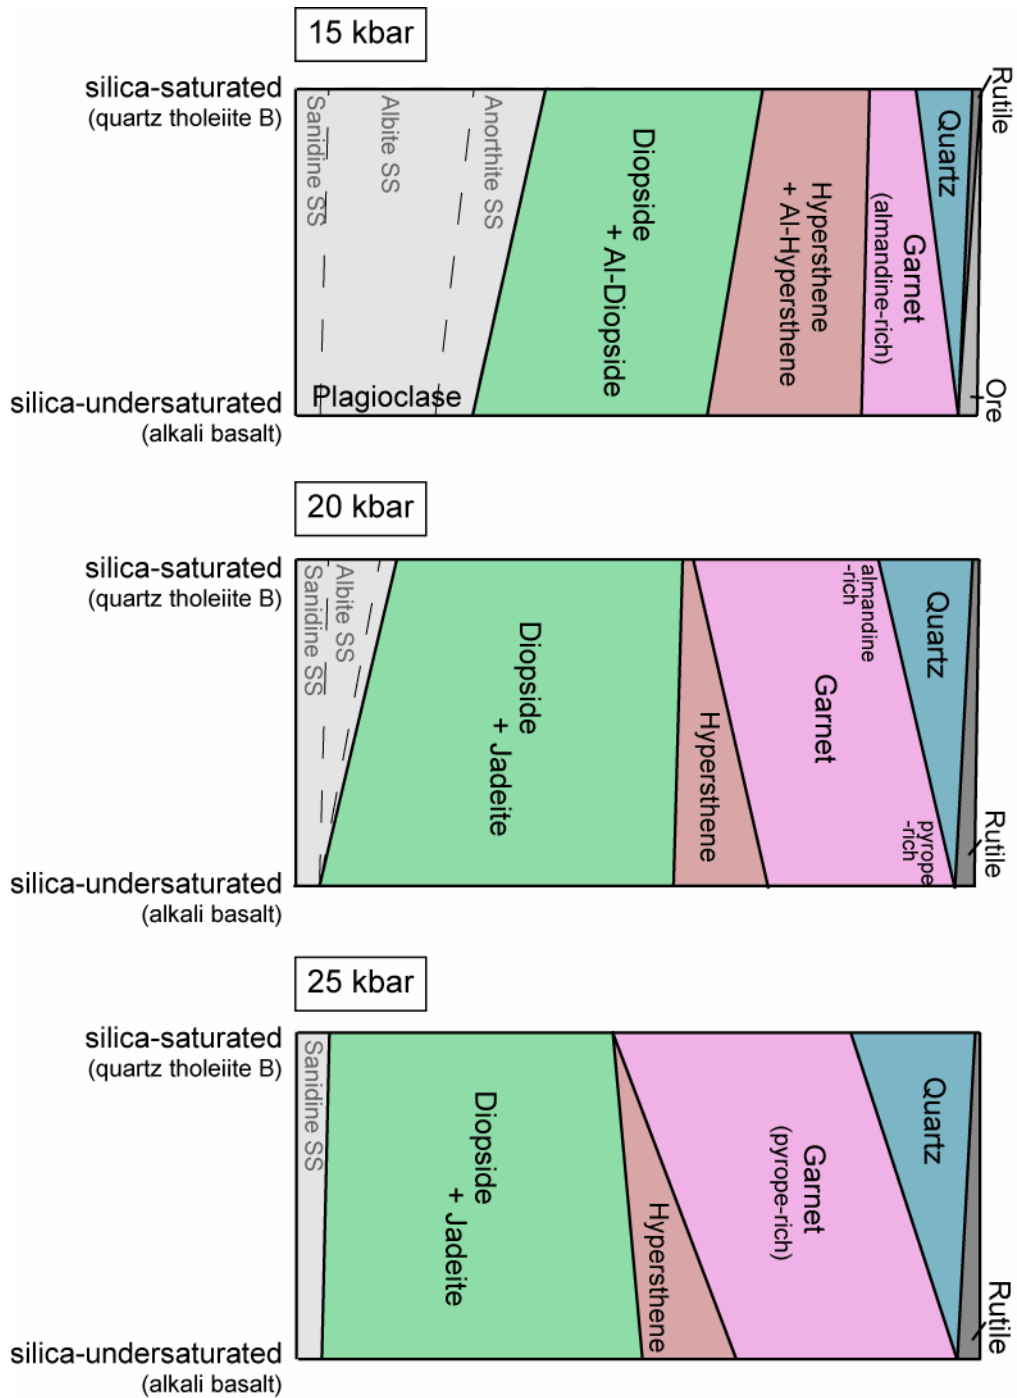 15 kbar
silica-saturated
(quartz tholeiite B)
Sanidine SS
Albite SS
Anorthite SS
Diopside
+ Al-Diopside
Hypersthene
+ Al-Hypersthene
Garnet
(almandine-rich)
Quartz
Rutile
Ore
Plagioclase
silica-undersaturated
(alkali basalt)
20 kbar
silica-saturated
(quartz tholeiite B)
Sanidine SS
Albite SS
Diopside
+ Jadeite
Hypersthene
Garnet
almandine
-rich
pyrope
-rich
Quartz
Rutile
silica-undersaturated
(alkali basalt)
25 kbar
silica-saturated
(quartz tholeiite B)
Sanidine SS
Diopside
+ Jadeite
Hypersthene
Garnet
(pyrope-rich)
Quartz
Rutile
silica-undersaturated
(alkali basalt)